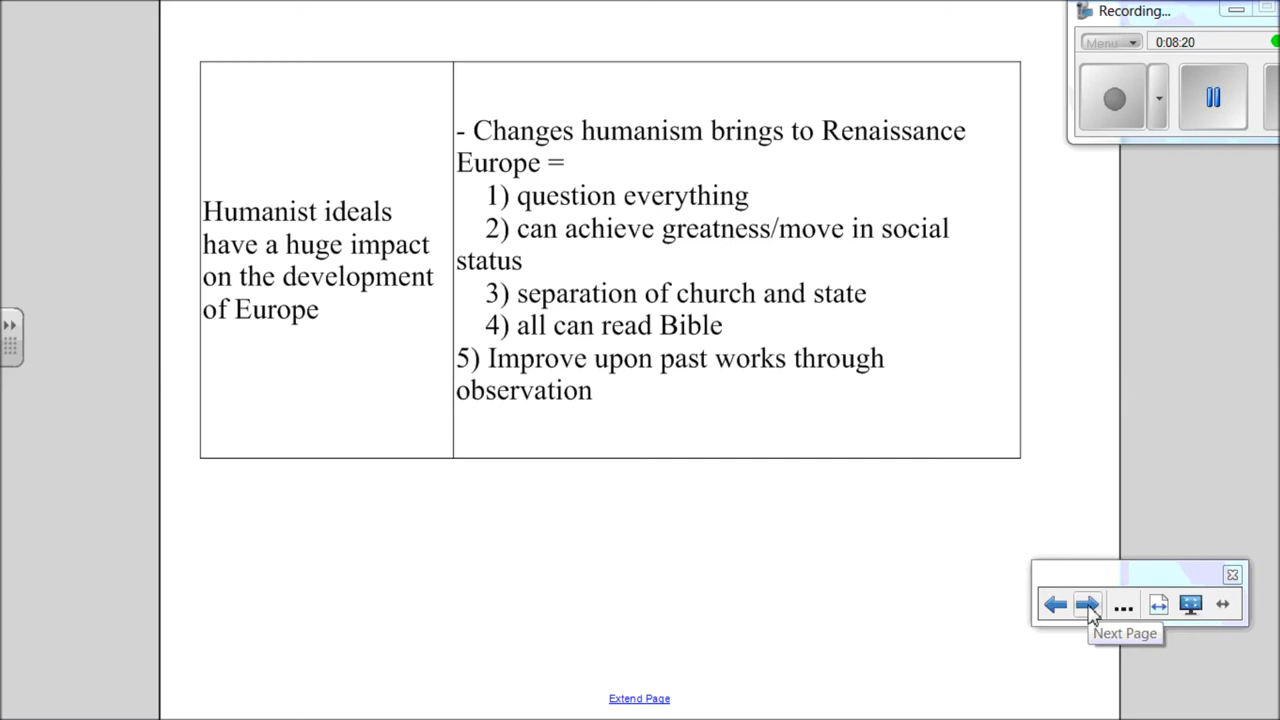 Recording...
Menu
0:08:20
- Changes humanism brings to Renaissance
Europe =
1) question everything
2) can achieve greatness/move in social
status
3) separation of church and state
4) all can read Bible
5) Improve upon past works through
observation
Humanist ideals
have a huge impact
on the development
of Europe
Next Page
Extend Page